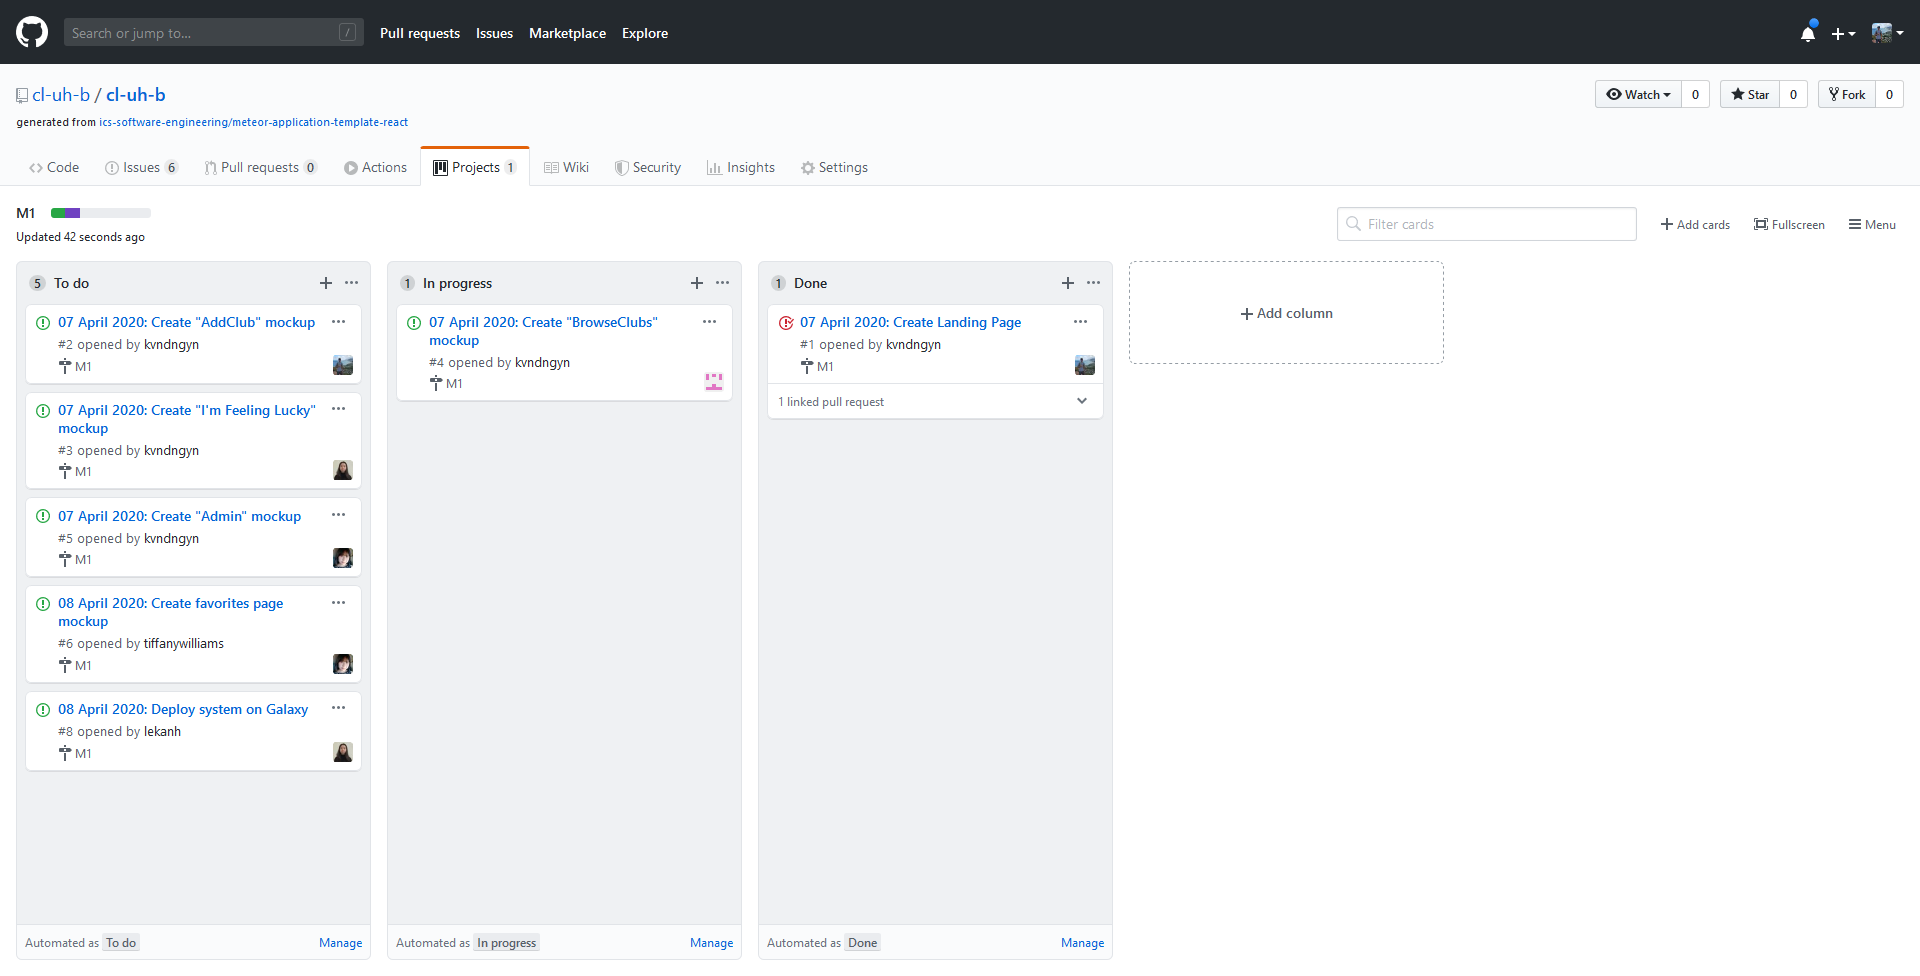 Search or jump to... /
Pull requests Issues Marketplace Explore
cl-uh-b / cl-uh-b
Watch 0 Star 0 Fork 0
generated from ics-software-engineering/meteor-application-template-react
Code Issues 6 Pull requests 0 Actions Projects 1 Wiki Security Insights Settings
M1
Updated 42 seconds ago
Filter cards
Add cards Fullscreen Menu
5 To do
07 April 2020: Create "AddClub" mockup
#2 opened by kvndngyn
M1
07 April 2020: Create "I'm Feeling Lucky"
mockup
#3 opened by kvndngyn
M1
07 April 2020: Create "Admin" mockup
#5 opened by kvndngyn
M1
08 April 2020: Create favorites page
mockup
#6 opened by tiffanywilliams
M1
08 April 2020: Deploy system on Galaxy
#8 opened by lekanh
M1
Automated as To do Manage
1 In progress
07 April 2020: Create "BrowseClubs"
mockup
#4 opened by kvndngyn
M1
Automated as In progress Manage
1 Done
07 April 2020: Create Landing Page
#1 opened by kvndngyn
M1
1 linked pull request
Automated as Done Manage
Add column